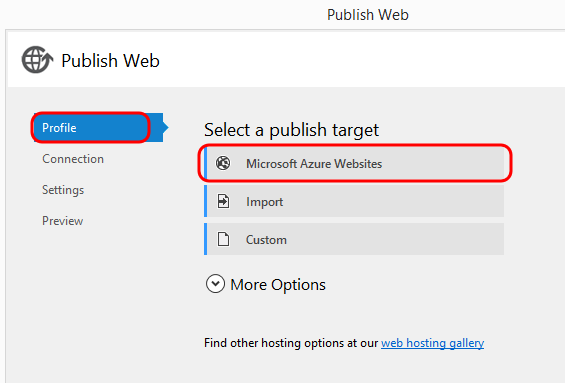 Publish Web
Publish Web
Profile
Connection
Settings
Preview
Select a publish target
Microsoft Azure Websites
Import
Custom
More Options
Find other hosting options at our web hosting gallery